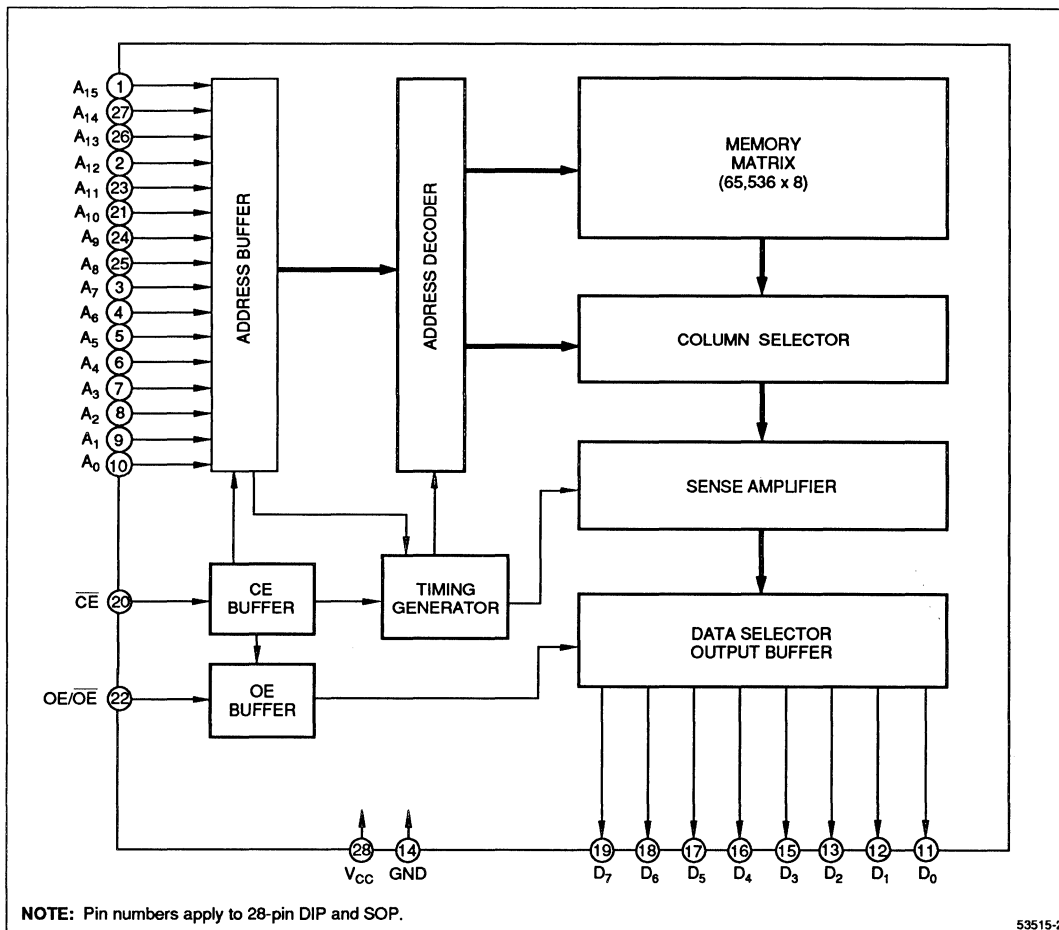 A15 1
A14 27
A13 26
A12 2
A11 23
A10 21
A9 24
A8 25
A7 3
A6 4
A5 5
A4 6
A3 7
A2 8
A1 9
A0 10
ADDRESS BUFFER
ADDRESS DECODER
MEMORY
MATRIX
(65,536 x 8)
COLUMN SELECTOR
SENSE AMPLIFIER
C̅E̅ 20
CE
BUFFER
TIMING
GENERATOR
DATA SELECTOR
OUTPUT BUFFER
OE/O̅E̅ 22
OE
BUFFER
28 14 19 18 17 16 15 13 12 11
VCC GND D7 D6 D5 D4 D3 D2 D1 D0
NOTE: Pin numbers apply to 28-pin DIP and SOP.
53515-2